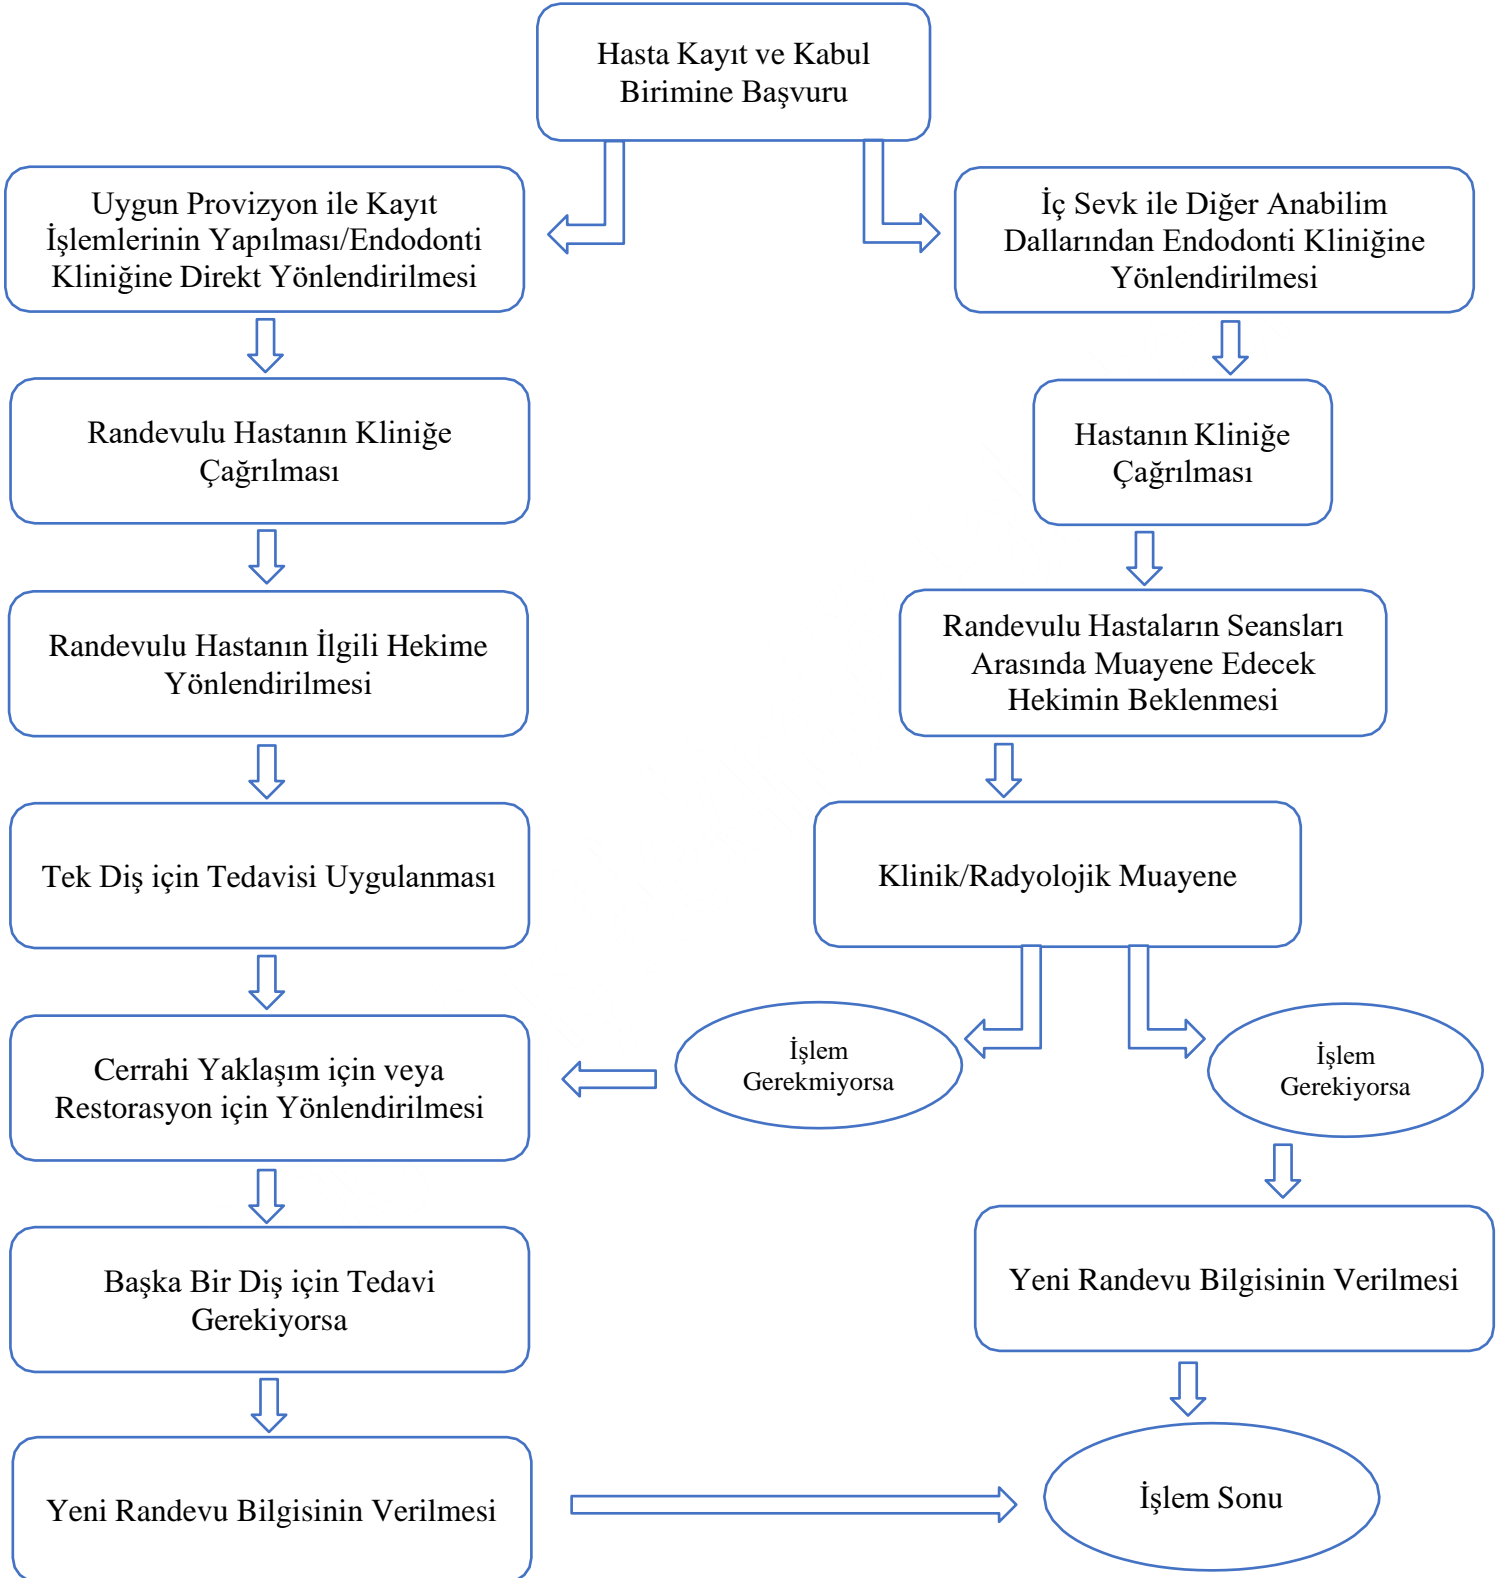 Hasta Kayıt ve Kabul
Birimine Başvuru
Uygun Provizyon ile Kayıt
İşlemlerinin Yapılması/Endodonti
Kliniğine Direkt Yönlendirilmesi
İç Sevk ile Diğer Anabilim
Dallarından Endodonti Kliniğine
Yönlendirilmesi
Randevulu Hastanın Kliniğe
Çağrılması
Hastanın Kliniğe
Çağrılması
Randevulu Hastanın İlgili Hekime
Yönlendirilmesi
Randevulu Hastaların Seansları
Arasında Muayene Edecek
Hekimin Beklenmesi
Tek Diş için Tedavisi Uygulanması
Klinik/Radyolojik Muayene
Cerrahi Yaklaşım için veya
Restorasyon için Yönlendirilmesi
İşlem
Gerekmiyorsa
İşlem
Gerekiyorsa
Başka Bir Diş için Tedavi
Gerekiyorsa
Yeni Randevu Bilgisinin Verilmesi
Yeni Randevu Bilgisinin Verilmesi
İşlem Sonu